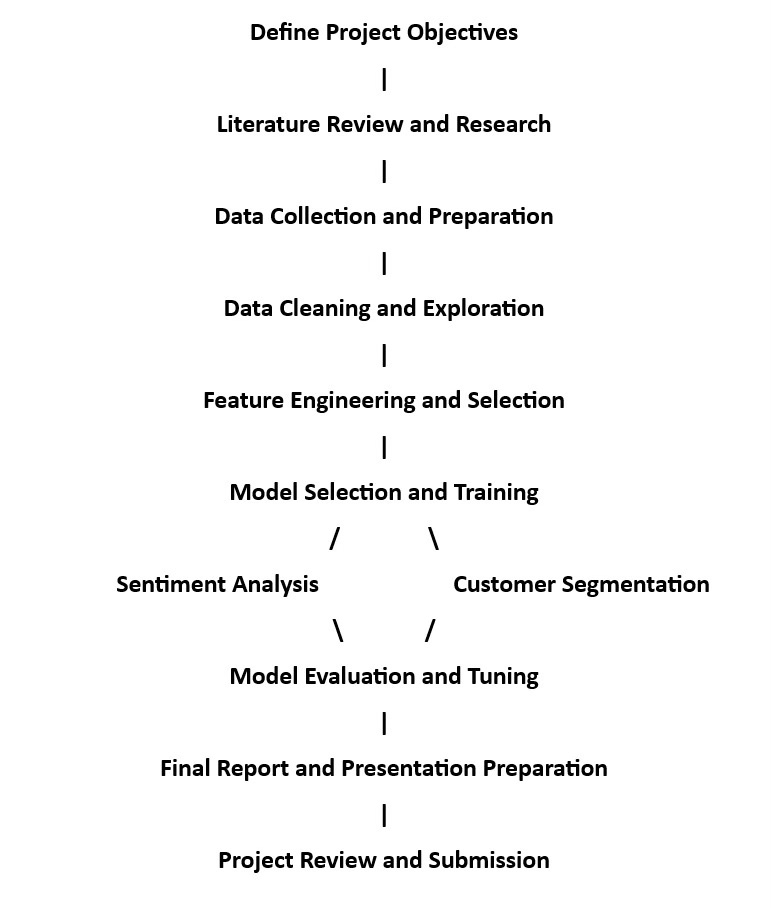 Define Project Objectives
|
Literature Review and Research
|
Data Collection and Preparation
|
Data Cleaning and Exploration
|
Feature Engineering and Selection
|
Model Selection and Training
/ \
Sentiment Analysis Customer Segmentation
\ /
Model Evaluation and Tuning
|
Final Report and Presentation Preparation
|
Project Review and Submission